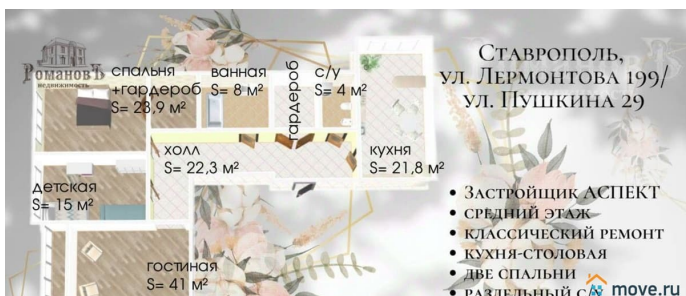 РомановЪ
недвижимость
спальня
+гардероб
S= 23,9 м²
ванная
S= 8 м²
гардероб
с/у
S= 4 м²
холл
S= 22,3 м²
кухня
S= 21,8 м²
детская
S= 15 м²
гостиная
S= 41 м²
Ставрополь,
ул. Лермонтова 199/
ул. Пушкина 29
• Застройщик АСПЕКТ
• средний этаж
• классический ремонт
• кухня-столовая
• две спальни
• раздельный
move.ru